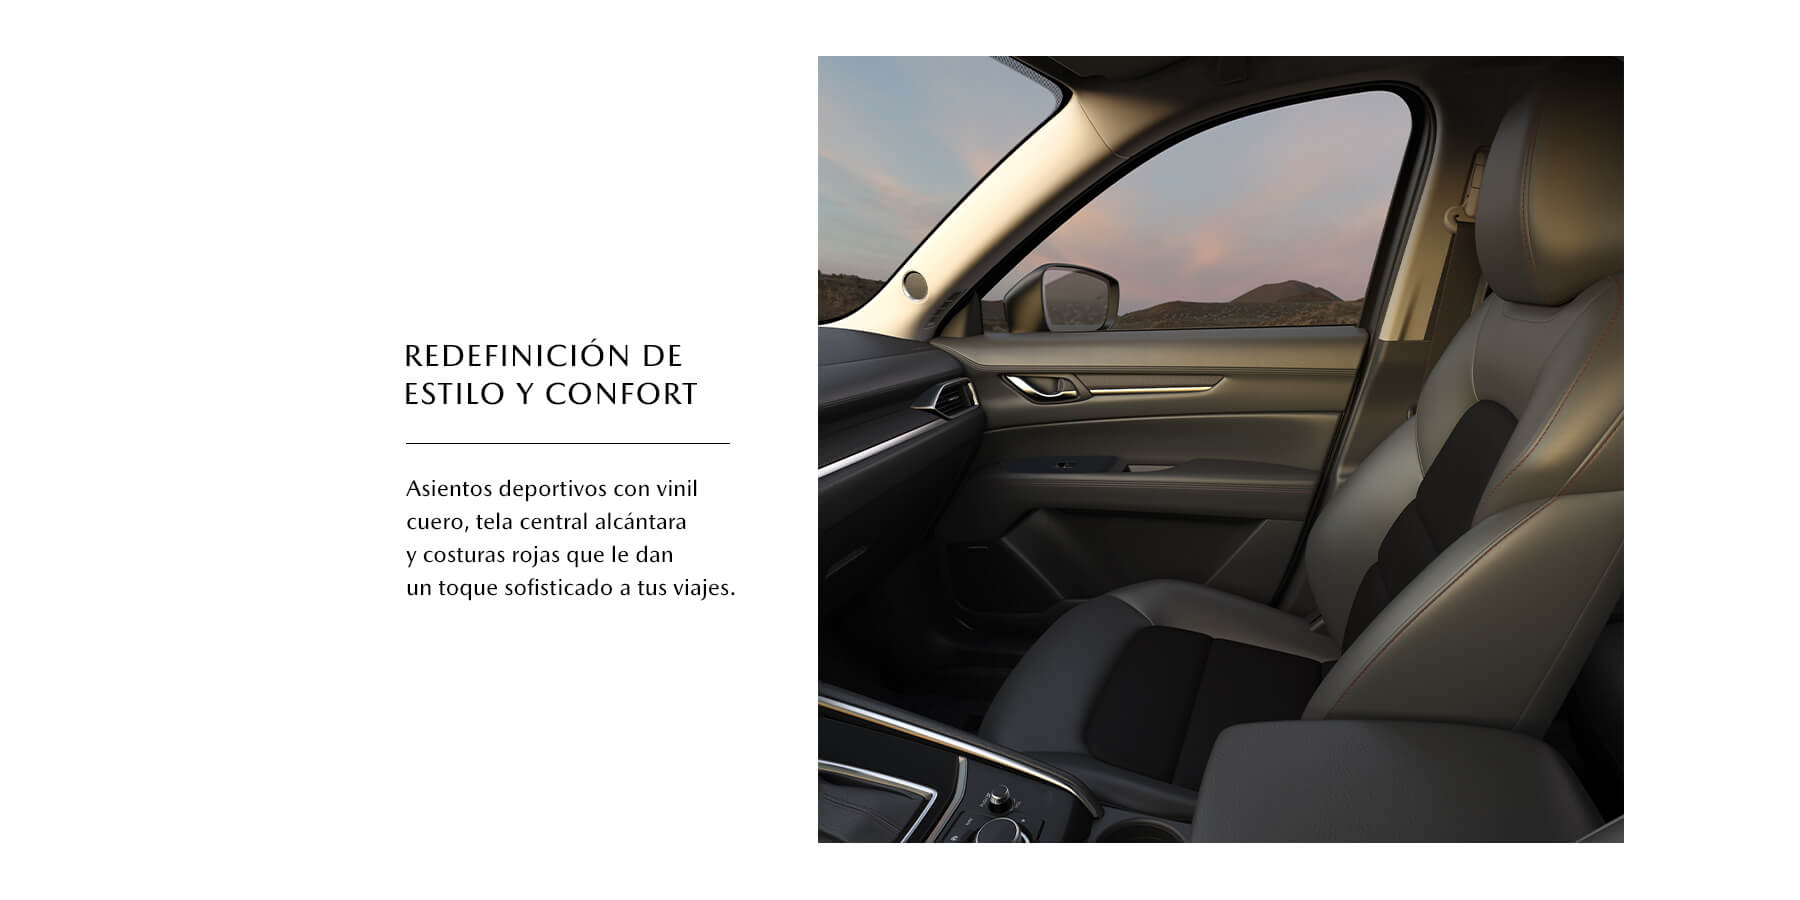 REDEFINICIÓN DE
ESTILO Y CONFORT
Asientos deportivos con vinil
cuero, tela central alcántara
y costuras rojas que le dan
un toque sofisticado a tus viajes.